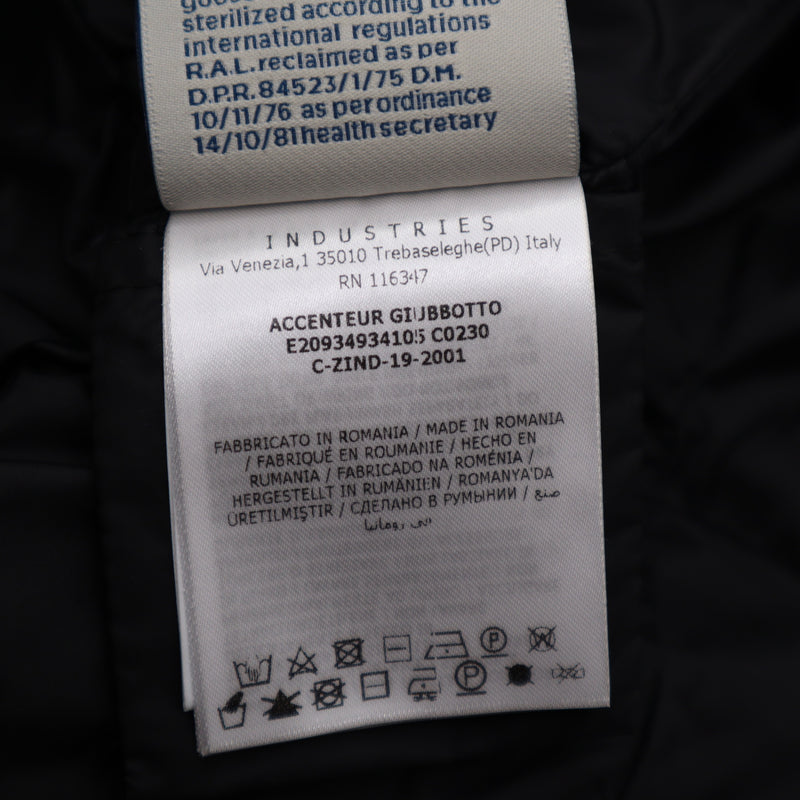 sterilized according to the
international regulations
R.A.L. reclaimed as per
D.P.R. 84523/1/75 D.M.
10/11/76 as per ordinance
14/10/81 health secretary
INDUSTRIES
Via Venezia,1 35010 Trebaseleghe(PD) Italy
RN 116347
ACCENTEUR GIUBBOTTO
E20934934105 C0230
C-ZIND-19-2001
FABBRICATO IN ROMANIA / MADE IN ROMANIA
/ FABRIQUÉ EN ROUMANIE / HECHO EN
RUMANIA / FABRICADO NA ROMÉNIA /
HERGESTELLT IN RUMÄNIEN / ROMANYA'DA
ÜRETILMIŞTIR / СДЕЛАНО В РУМЫНИИ / صنع
في رومانيا